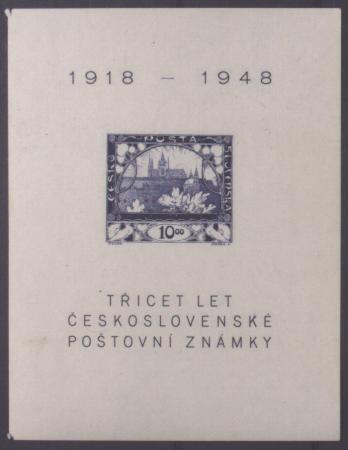 1918 – 1948
POŠTA
ČESKO
SLOVENSKÁ
10 00
TŘICET LET
ČESKOSLOVENSKÉ
POŠTOVNÍ ZNÁMKY